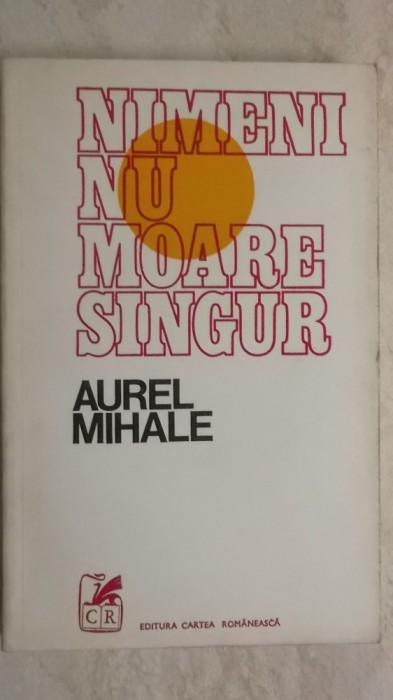 NIMENI
NU
MOARE
SINGUR
AUREL
MIHALE
CR
EDITURA CARTEA ROMÂNEASCĂ